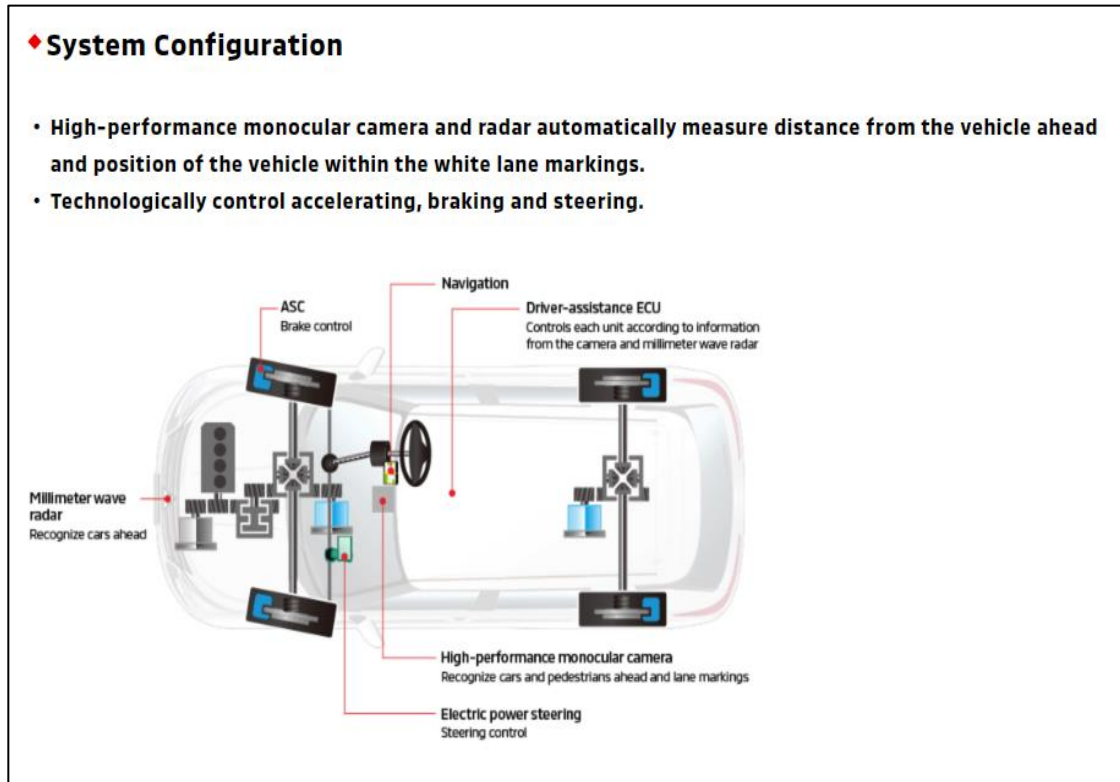 System Configuration
• High-performance monocular camera and radar automatically measure distance from the vehicle ahead
and position of the vehicle within the white lane markings.
• Technologically control accelerating, braking and steering.
Navigation
ASC
Brake control
Driver-assistance ECU
Controls each unit according to information
from the camera and millimeter wave radar
Millimeter wave
radar
Recognize cars ahead
High-performance monocular camera
Recognize cars and pedestrians ahead and lane markings
Electric power steering
Steering control